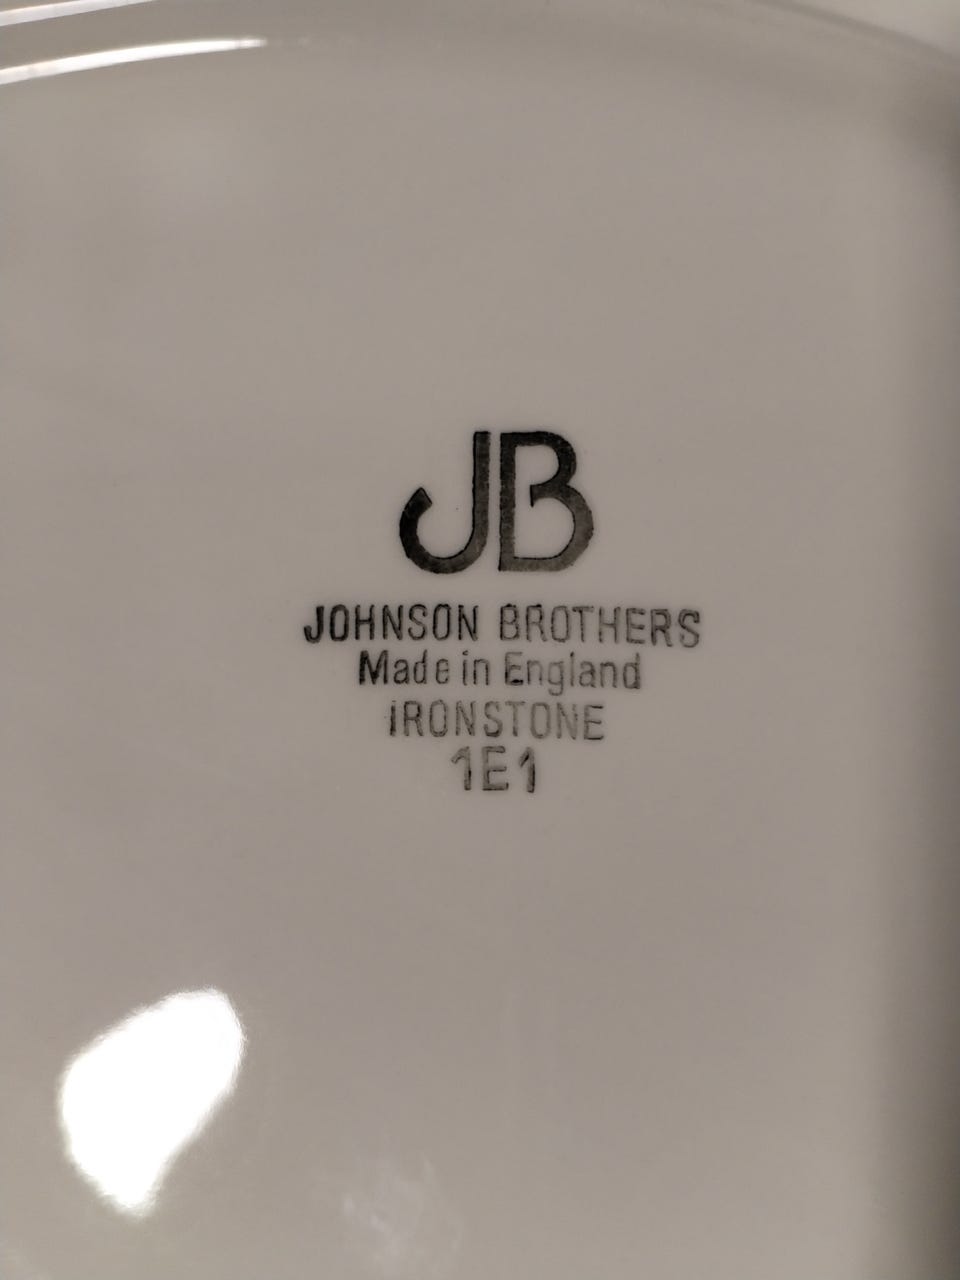 JB
JOHNSON BROTHERS
Made in England
IRONSTONE
1E1